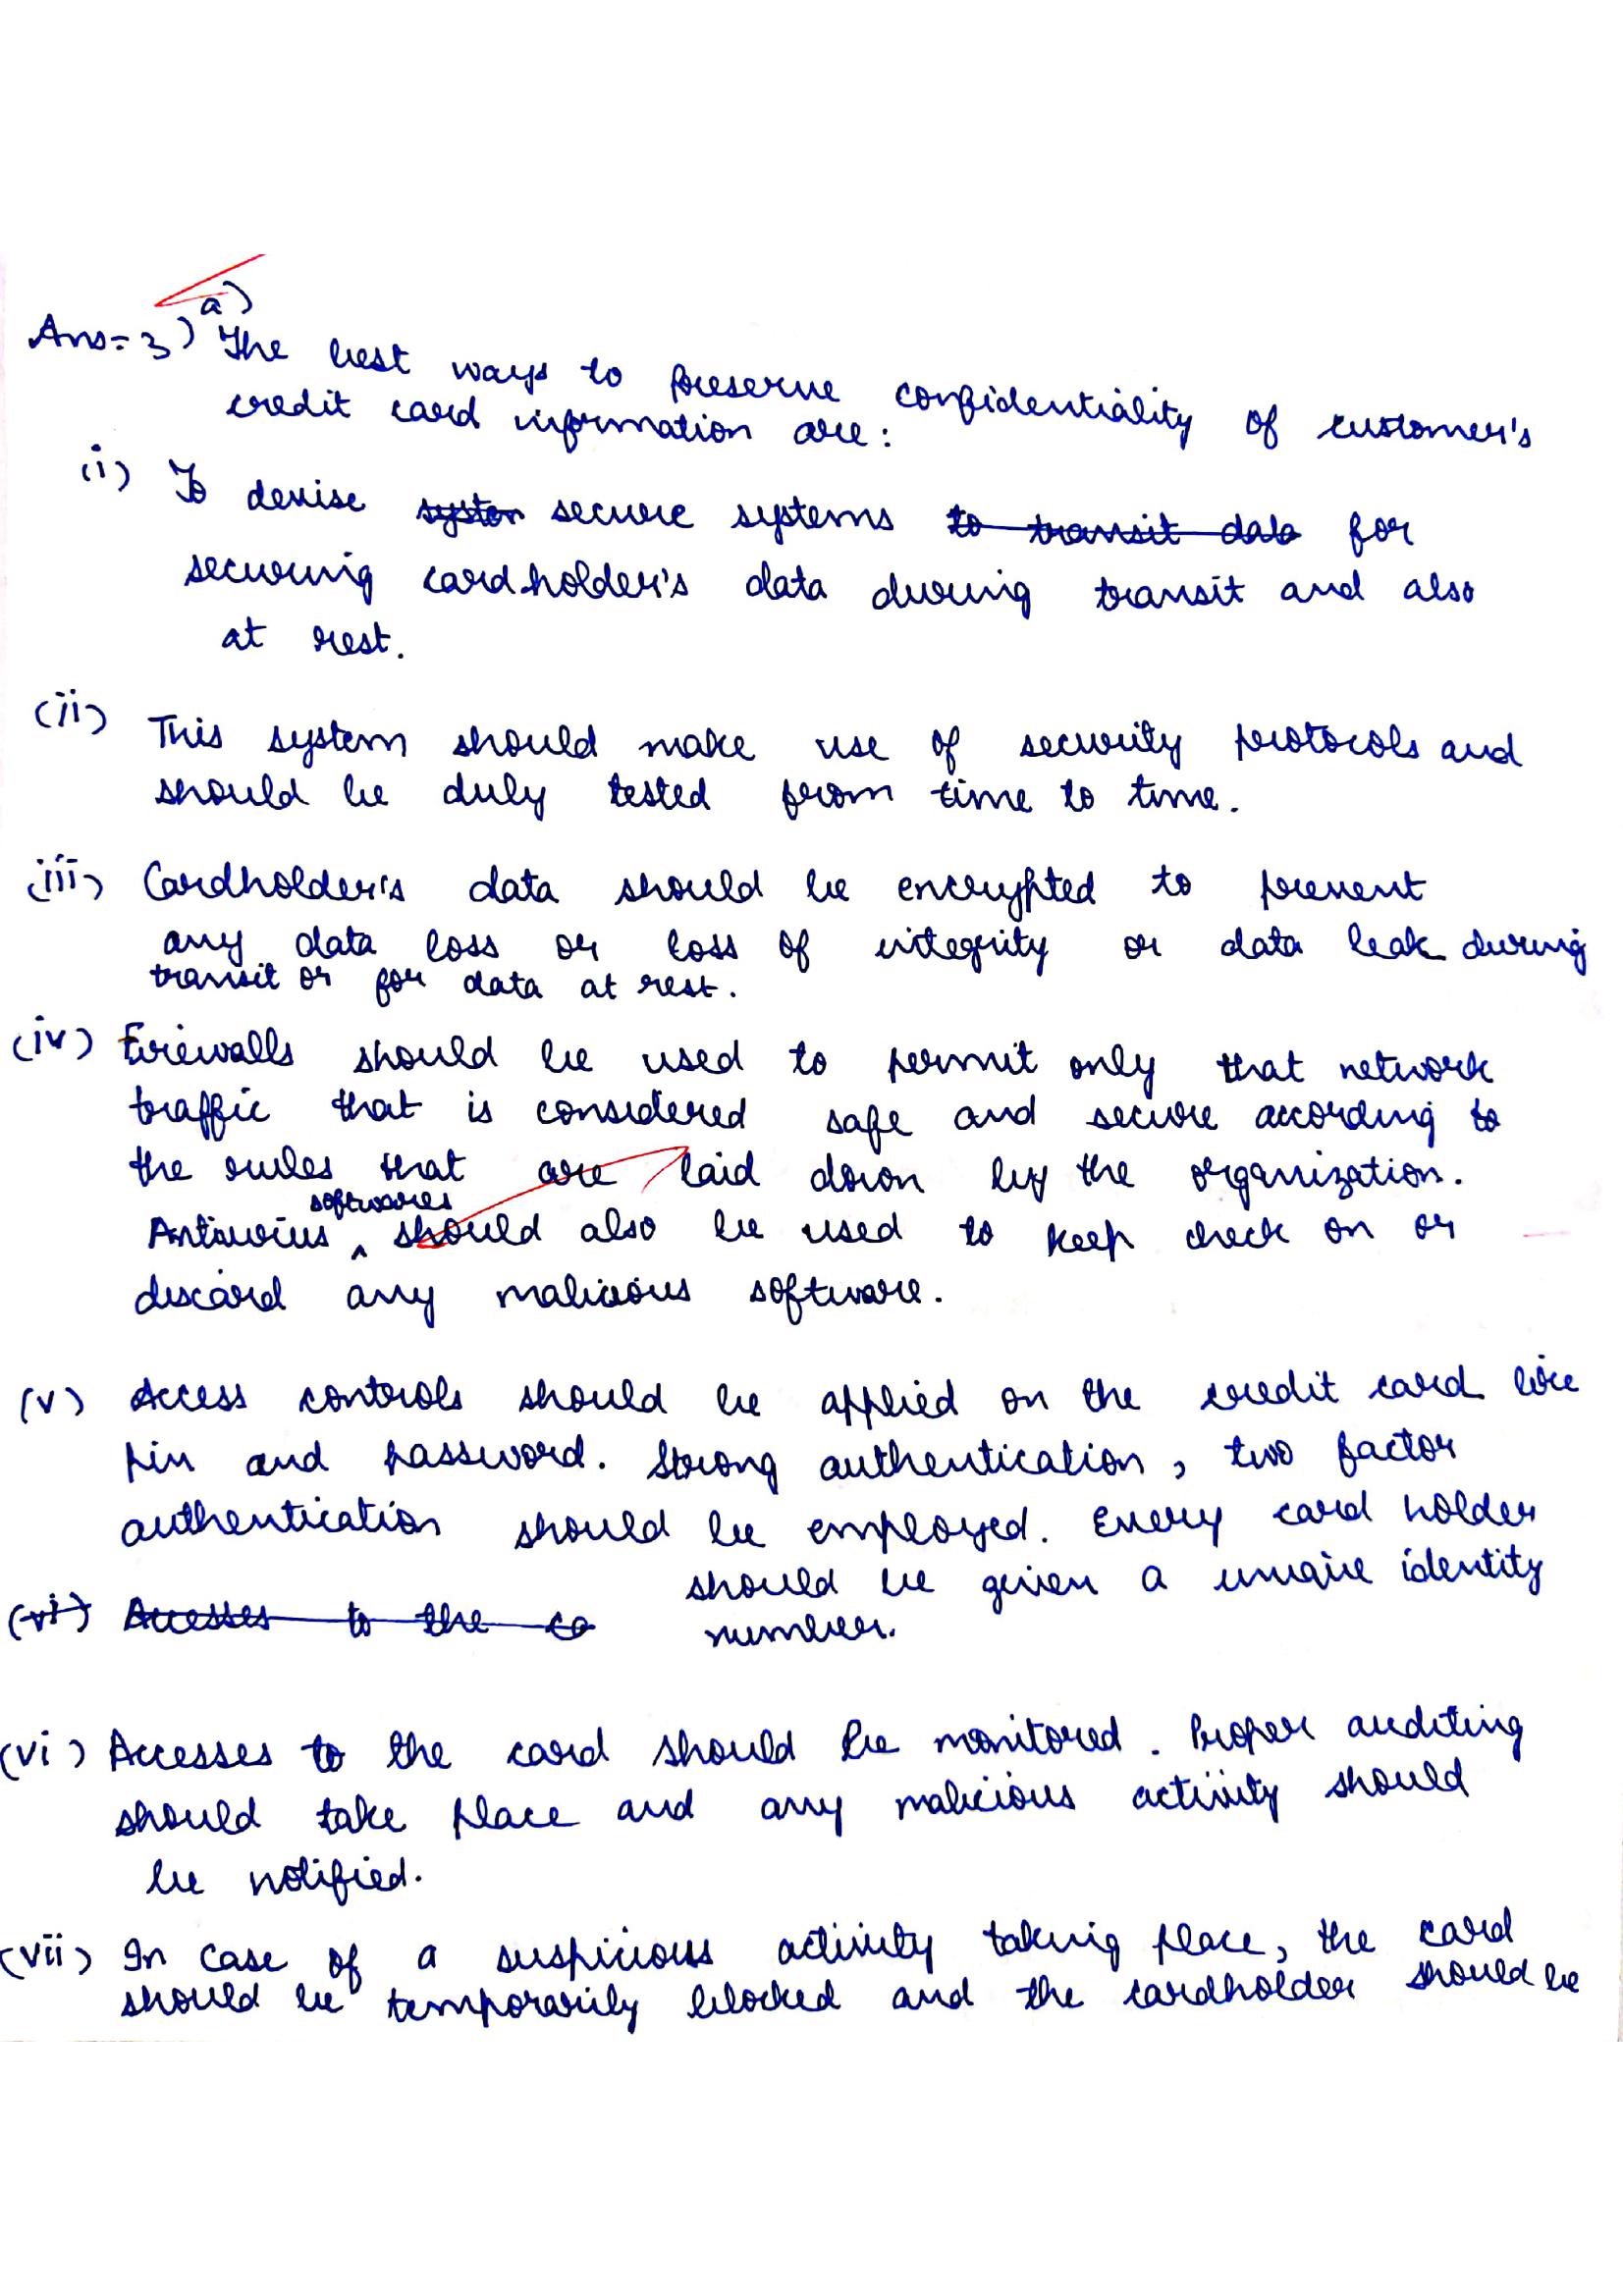 a)
Ans= 3) The best ways to preserve confidentiality of customer's
credit card information are:
(i) To devise ~~syster~~ secure systems ~~to transit data~~ for
securing cardholder's data during transit and also
at rest.
(ii) This system should make use of security protocols and
should be duly tested from time to time.
(iii) Cardholder's data should be encrypted to prevent
any data loss or loss of integrity or data leak during
transit or for data at rest.
(iv) Firewalls should be used to permit only that network
traffic that is considered safe and secure according to
the rules that are laid down by the organization.
softwares
Antivirus ^ should also be used to keep check on or
discard any malicious software.
(v) Access controls should be applied on the credit card like
pin and password. Strong authentication, two factor
authentication should be employed. Every card holder
should be given a unique identity
~~(vi) Accesses to the ca~~ number.
(vi) Accesses to the card should be monitored. Proper auditing
should take place and any malicious activity should
be notified.
(vii) In case of a suspicious activity taking place, the card
should be temporarily blocked and the cardholder should be